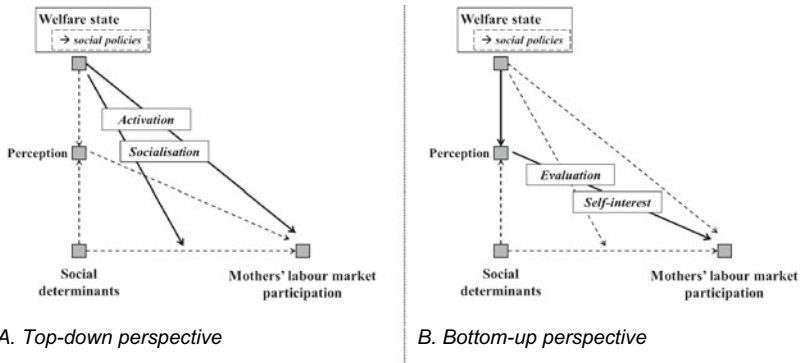 Welfare state
→ social policies
Activation
Socialisation
Perception
Social
determinants
Mothers' labour market
participation
A. Top-down perspective
Welfare state
→ social policies
Perception
Evaluation
Self-interest
Social
determinants
Mothers' labour market
participation
B. Bottom-up perspective